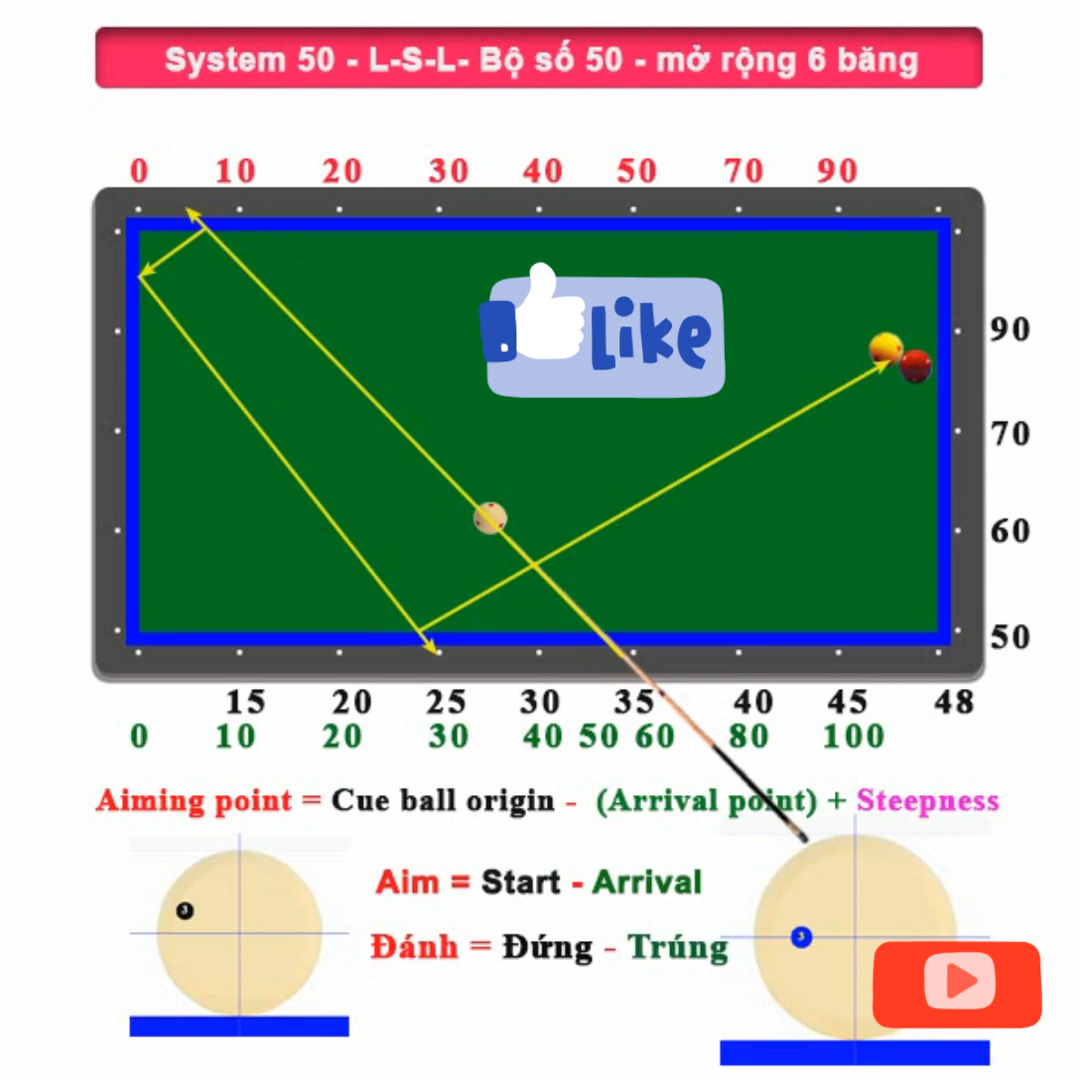 System 50 - L-S-L- Bộ số 50 - mở rộng 6 băng
0 10 20 30 40 50 70 90
Like
90
70
60
50
15 20 25 30 35 40 45 48
0 10 20 30 40 50 60 80 100
Aiming point = Cue ball origin - (Arrival point) + Steepness
3
Aim = Start - Arrival
3
Đánh = Đứng - Trúng